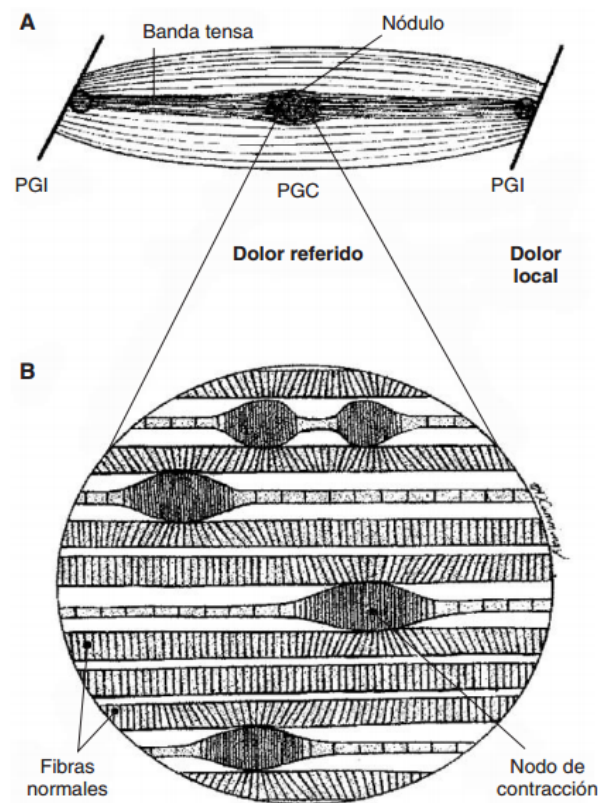 A
Banda tensa
Nódulo
PGI
PGC
PGI
Dolor referido
Dolor
local
B
Fibras
normales
Nodo de
contracción